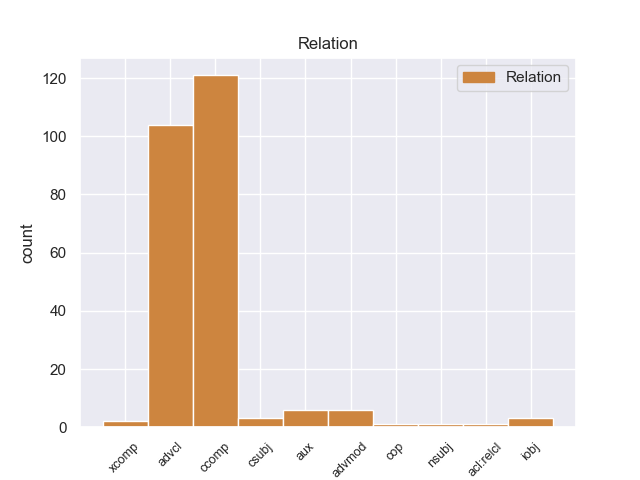 Relation
Relation
count
120
100
80
60
40
20
0
xcomp
advcl
ccomp
csubj
aux
advmod
cop
nsubj
acl:relcl
iobj